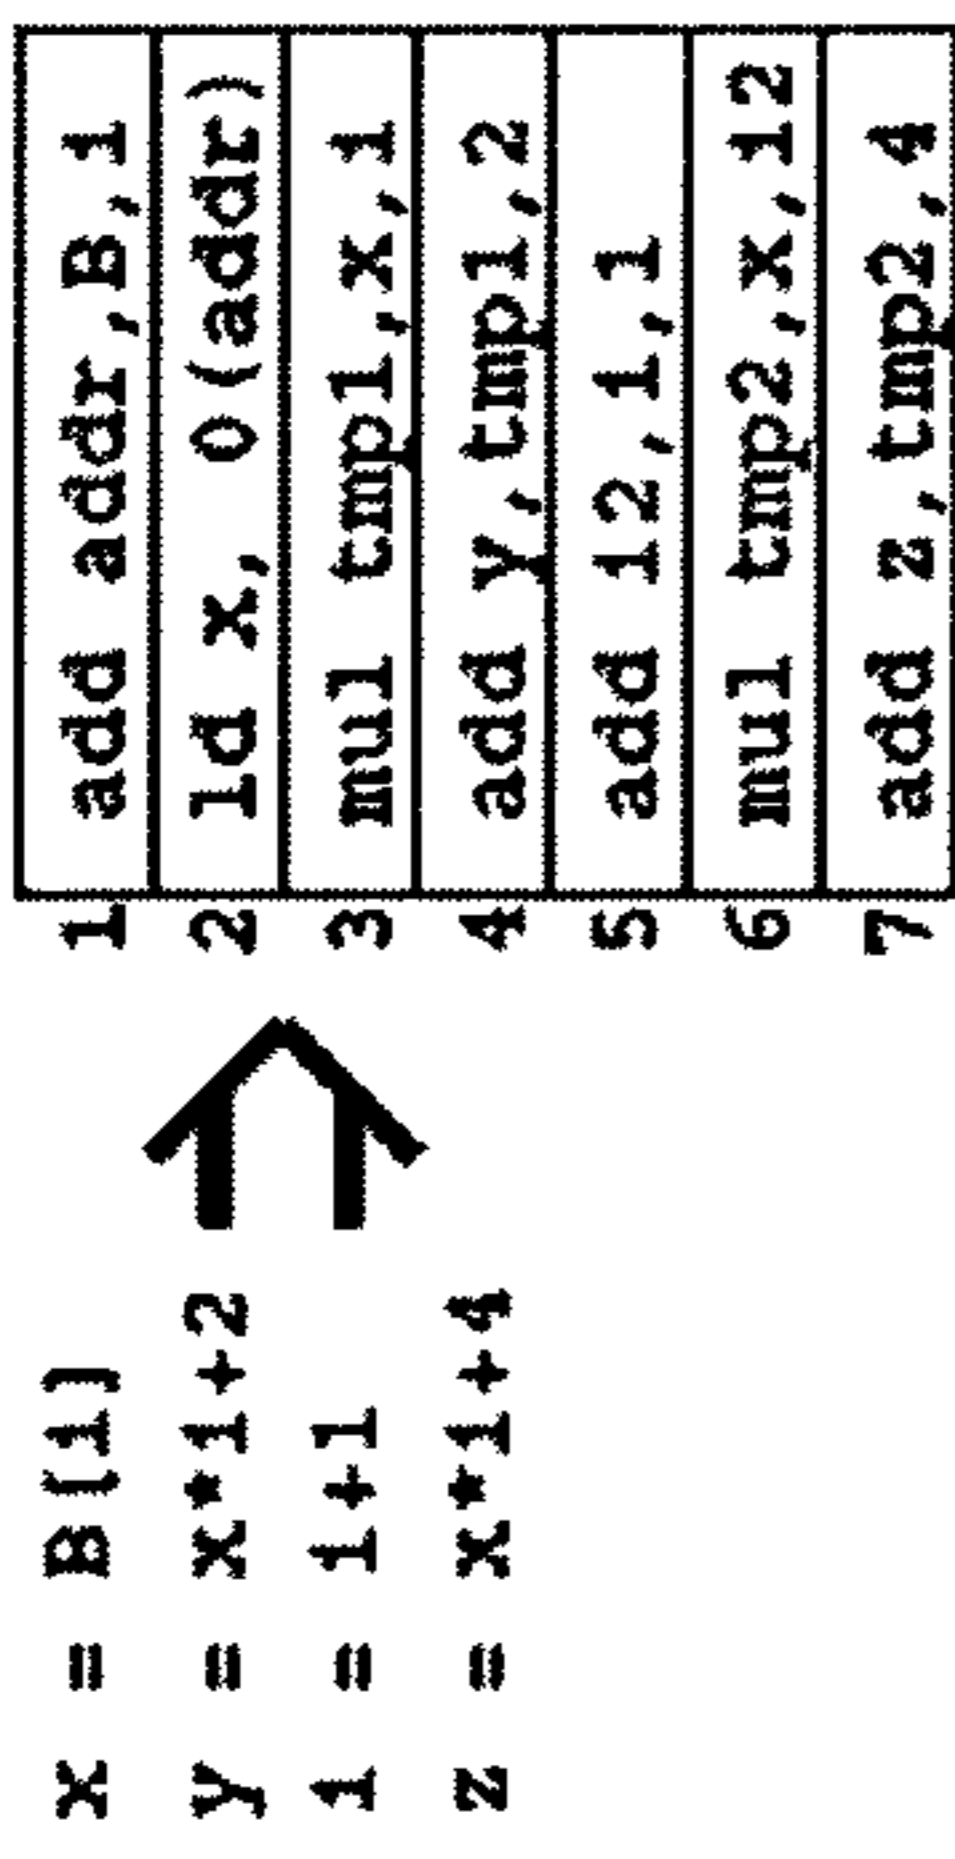 x = B[i]
y = x*i+2
i = i+1
z = x*i+4
1 add addr,B,i
2 ld x, 0(addr)
3 mul tmp1,x,i
4 add y,tmp1,2
5 add i2,i,1
6 mul tmp2,x,i2
7 add z,tmp2,4